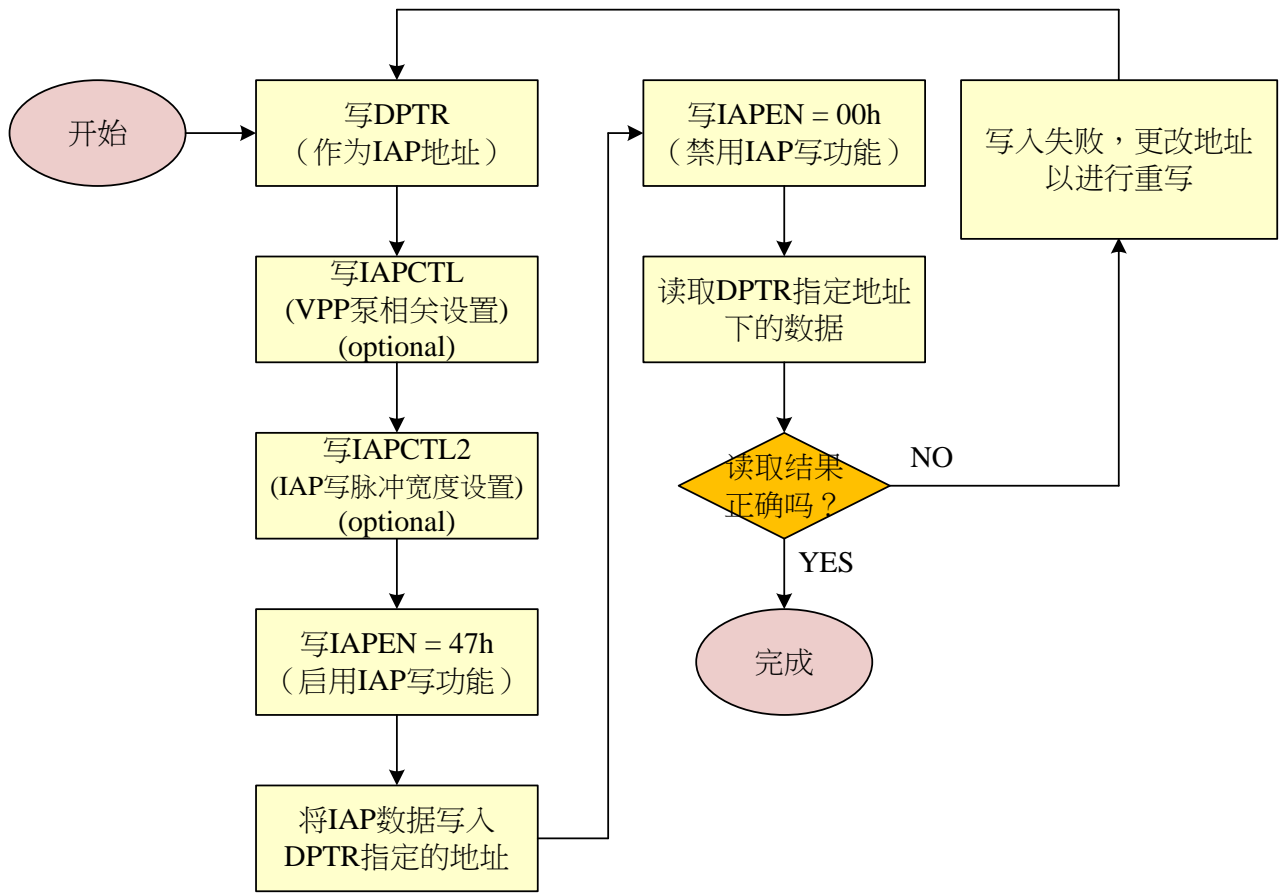 开始
写DPTR
（作为IAP地址）
写IAPCTL
(VPP泵相关设置)
(optional)
写IAPCTL2
(IAP写脉冲宽度设置)
(optional)
写IAPEN = 47h
（启用IAP写功能）
将IAP数据写入
DPTR指定的地址
写IAPEN = 00h
（禁用IAP写功能）
读取DPTR指定地址
下的数据
读取结果
正确吗？
NO
YES
完成
写入失败，更改地址
以进行重写